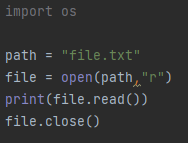 import os

path = "file.txt"
file = open(path,"r")
print(file.read())
file.close()